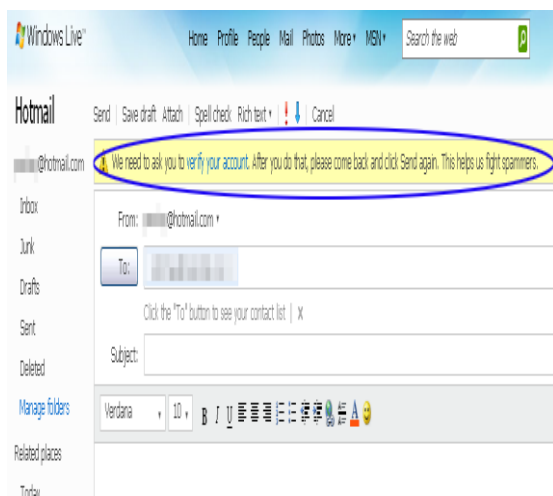 Windows Live™ Home Profile People Mail Photos More MSN Search the web
Hotmail Send | Save draft Attach | Spell check Rich text | Cancel
We need to ask you to verify your account. After you do that, please come back and click Send again. This helps us fight spammers.
@hotmail.com
Inbox
From: @hotmail.com
Junk
To:
Drafts
Click the "To" button to see your contact list | x
Sent
Subject:
Deleted
Manage folders
Verdana 10 B I U A
Related places
Today